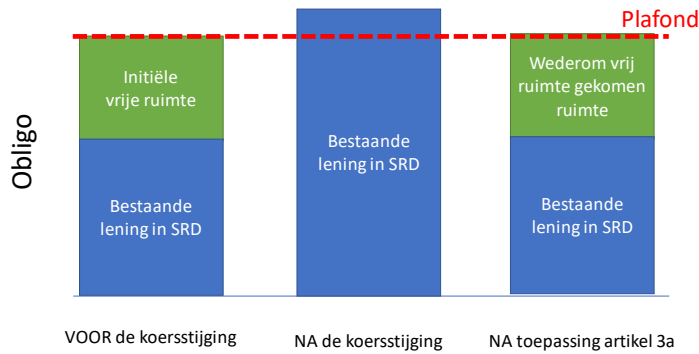 Plafond
Obligo
Initiële
vrije ruimte
Bestaande
lening in SRD
Bestaande
lening in SRD
Wederom vrij
ruimte gekomen
ruimte
Bestaande
lening in SRD
VOOR de koersstijging
NA de koersstijging
NA toepassing artikel 3a